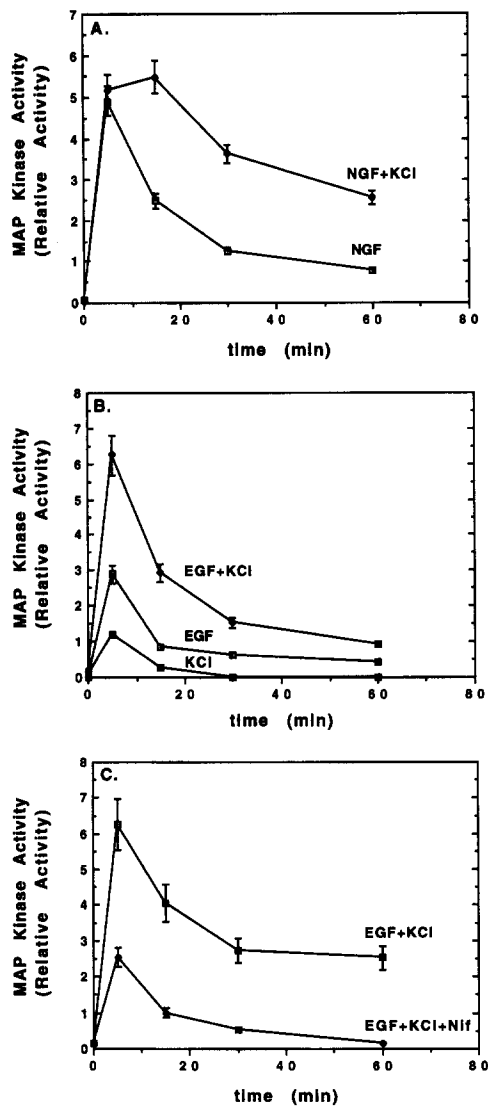 A.
MAP Kinase Activity
(Relative Activity)
7
6
5
4
3
2
1
0
NGF+KCl
NGF
0 20 40 60 80
time (min)
B.
MAP Kinase Activity
(Relative Activity)
8
7
6
5
4
3
2
1
0
EGF+KCl
EGF
KCl
0 20 40 60 80
time (min)
C.
MAP Kinase Activity
(Relative Activity)
8
7
6
5
4
3
2
1
0
EGF+KCl
EGF+KCl+Nif
0 20 40 60 80
time (min)